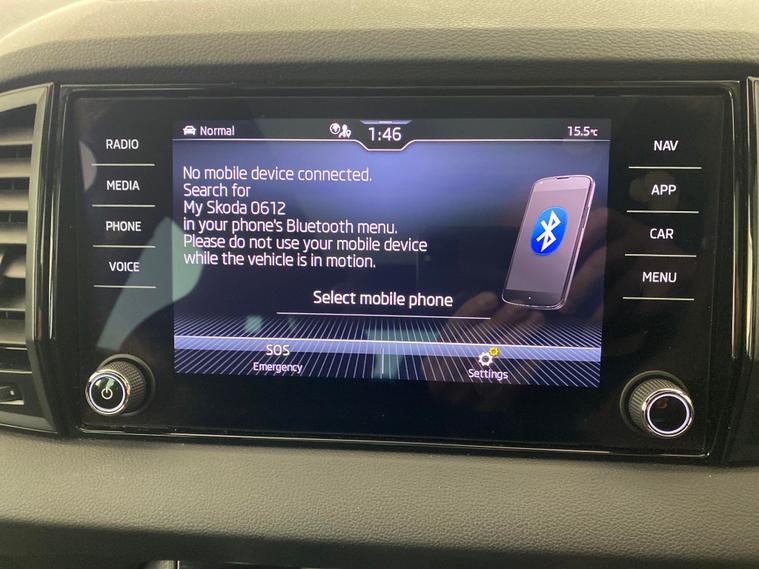 Normal
1:46
15.5°C
RADIO
MEDIA
PHONE
VOICE
No mobile device connected.
Search for
My Skoda 0612
in your phone's Bluetooth menu.
Please do not use your mobile device
while the vehicle is in motion.
Select mobile phone
SOS
Emergency
Settings
NAV
APP
CAR
MENU